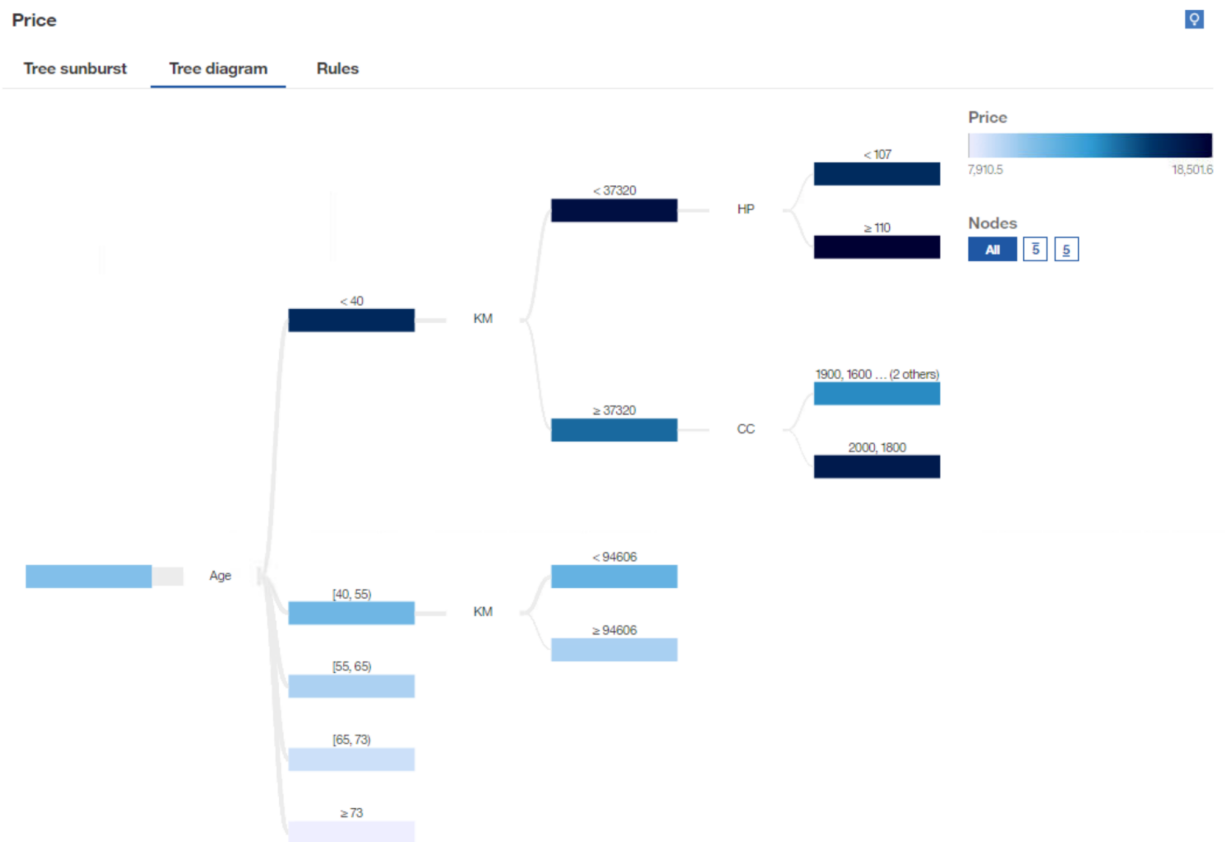 Price
Tree sunburst Tree diagram Rules
Price
7,910.5 18,501.6
Nodes
All 5 5
< 107
< 37320
HP
≥ 110
< 40
KM
1900, 1600 ... (2 others)
≥ 37320
CC
2000, 1800
< 94606
Age
[40, 55)
KM
≥ 94606
[55, 65)
[65, 73)
≥ 73